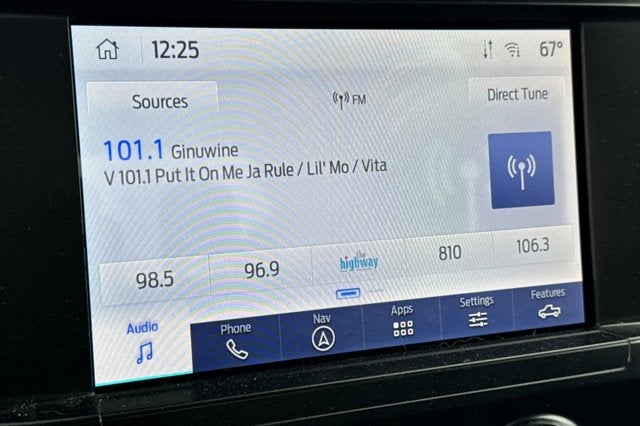 12:25 67°
Sources FM Direct Tune
101.1 Ginuwine
V 101.1 Put It On Me Ja Rule / Lil' Mo / Vita
98.5 96.9 the highway 810 106.3
Audio Phone Nav Apps Settings Features